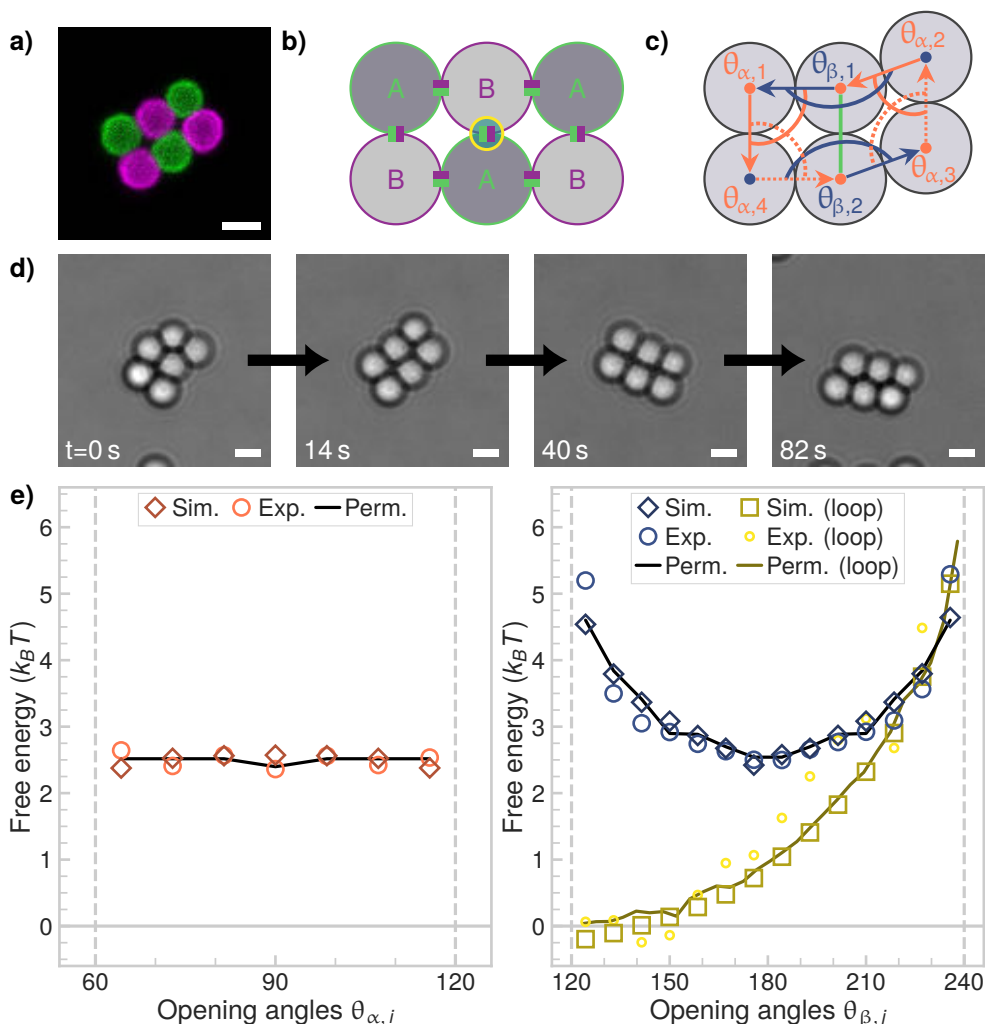 a)
b)
A
B
A
B
A
B
c)
θα,1
θβ,1
θα,2
θα,4
θβ,2
θα,3
d)
t=0 s
14 s
40 s
82 s
e)
Sim.
Exp.
Perm.
Free energy (kBT)
6
5
4
3
2
1
0
60
90
120
Opening angles θα,i
Sim.
Sim. (loop)
Exp.
Exp. (loop)
Perm.
Perm. (loop)
Free energy (kBT)
6
5
4
3
2
1
0
120
150
180
210
240
Opening angles θβ,j